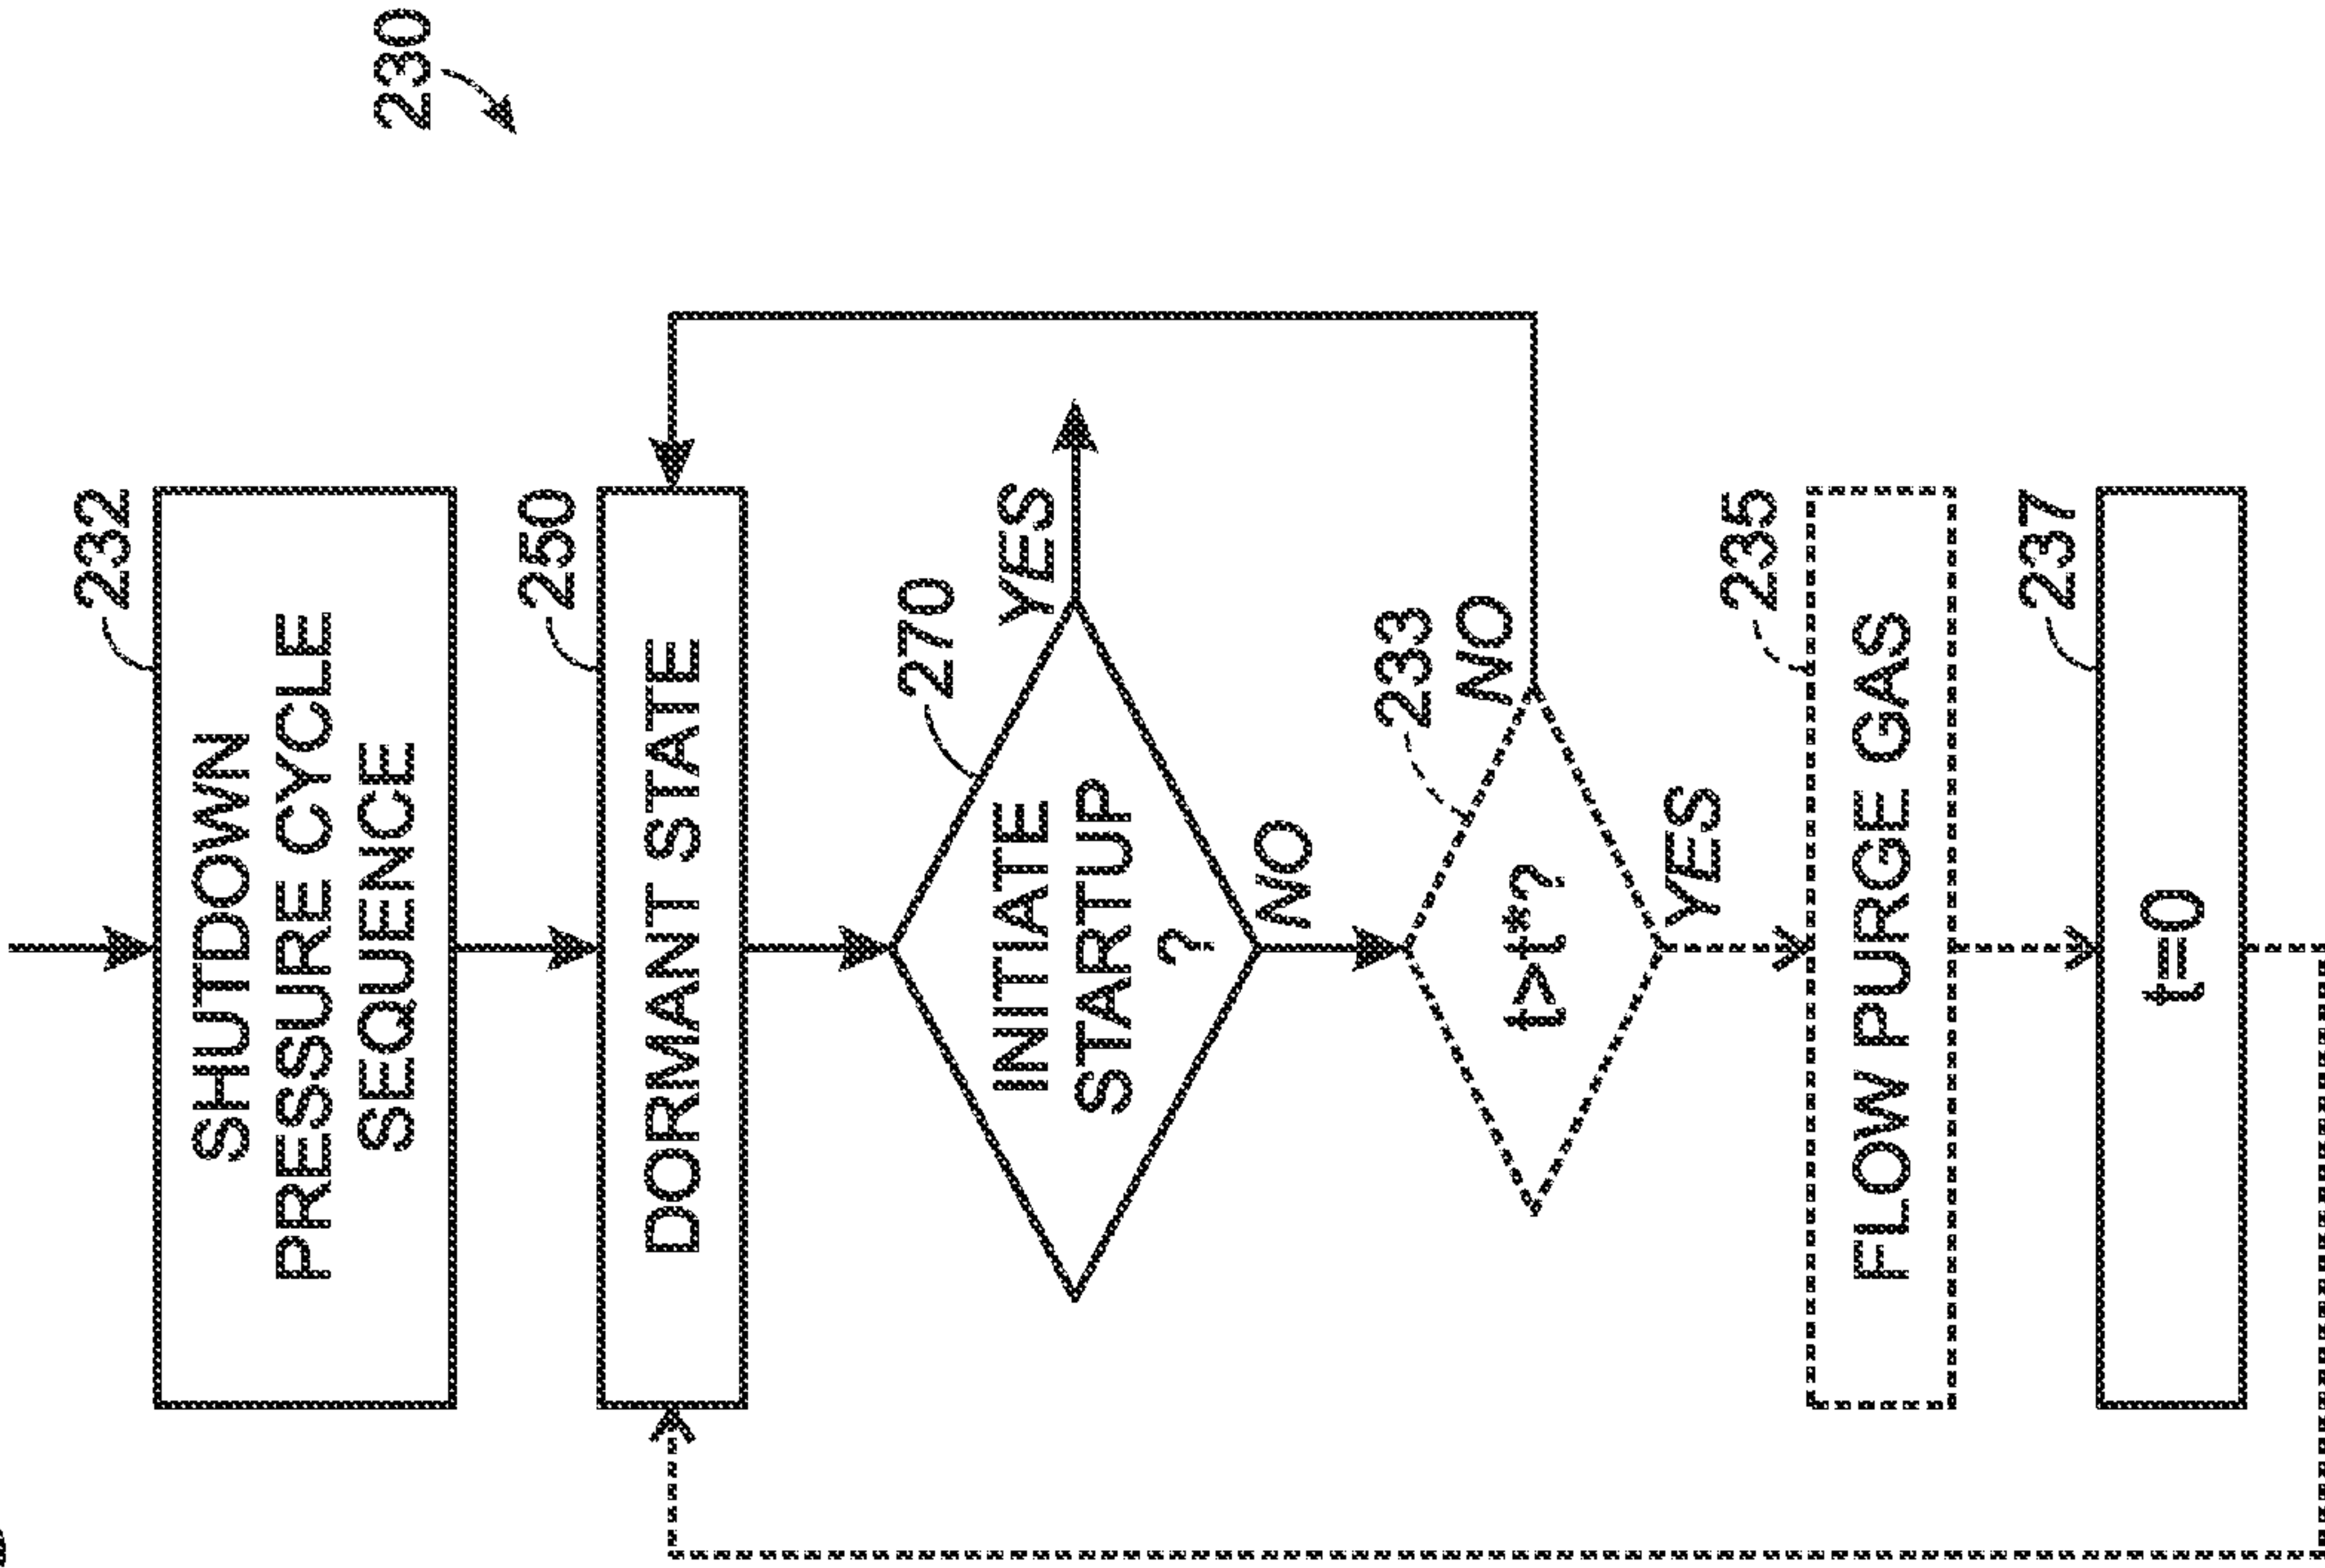 230
232
SHUTDOWN
PRESSURE CYCLE
SEQUENCE
250
DORMANT STATE
270
INITIATE
STARTUP
?
YES
NO
233
t>t*?
NO
YES
235
FLOW PURGE GAS
237
t=0